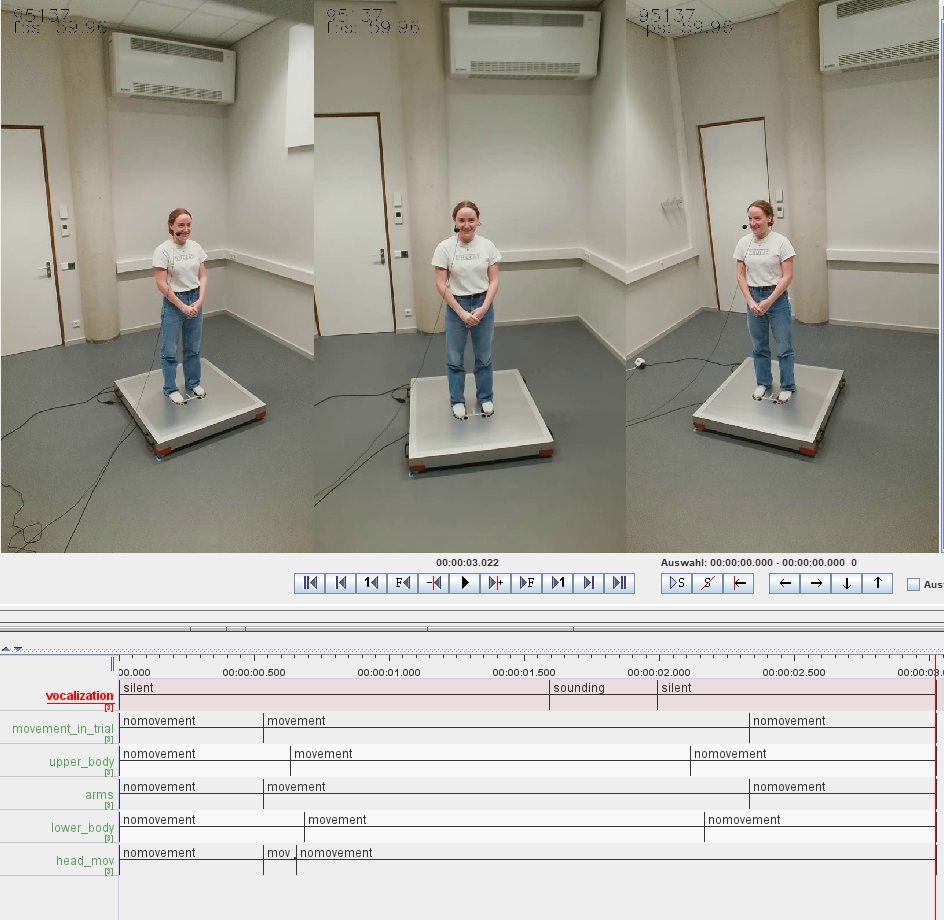 95137
fps: 59.96
95137
fps: 59.96
95137
fps: 59.96
00:00:03.022
Auswahl: 00:00:00.000 - 00:00:00.000 0
1
F
F
1
S
S
Aus
00.000
00:00:00.500
00:00:01.000
00:00:01.500
00:00:02.000
00:00:02.500
vocalization
[3]
silent
sounding
silent
movement_in_trial
[3]
nomovement
movement
nomovement
upper_body
[3]
nomovement
movement
nomovement
arms
[3]
nomovement
movement
nomovement
lower_body
[3]
nomovement
movement
nomovement
head_mov
[3]
nomovement
mov
nomovement